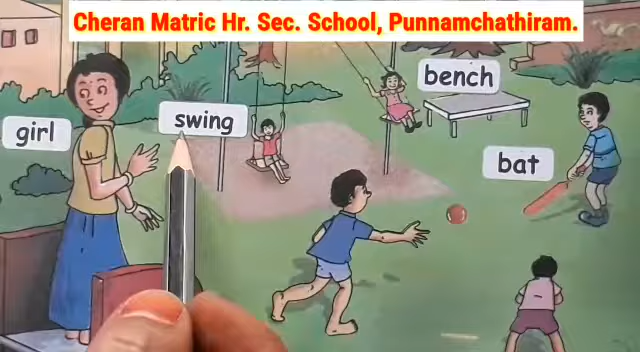 Cheran Matric Hr. Sec. School, Punnamchathiram.
bench
swing
girl
bat